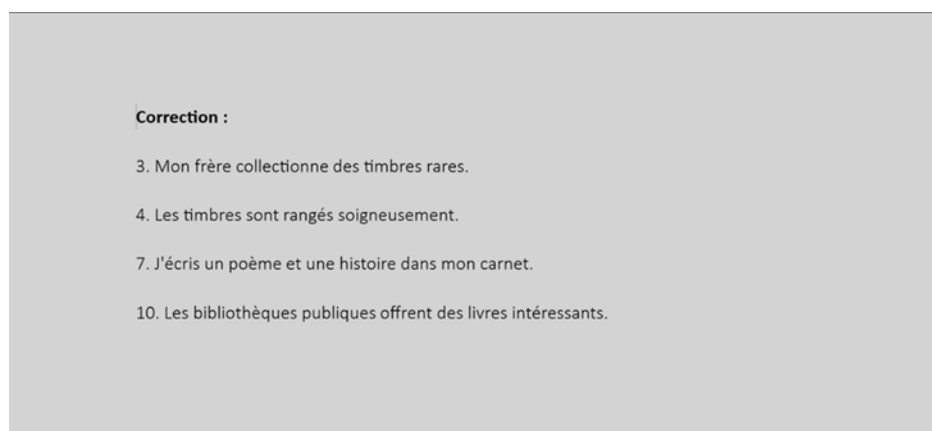 Correction :
3. Mon frère collectionne des timbres rares.
4. Les timbres sont rangés soigneusement.
7. J'écris un poème et une histoire dans mon carnet.
10. Les bibliothèques publiques offrent des livres intéressants.